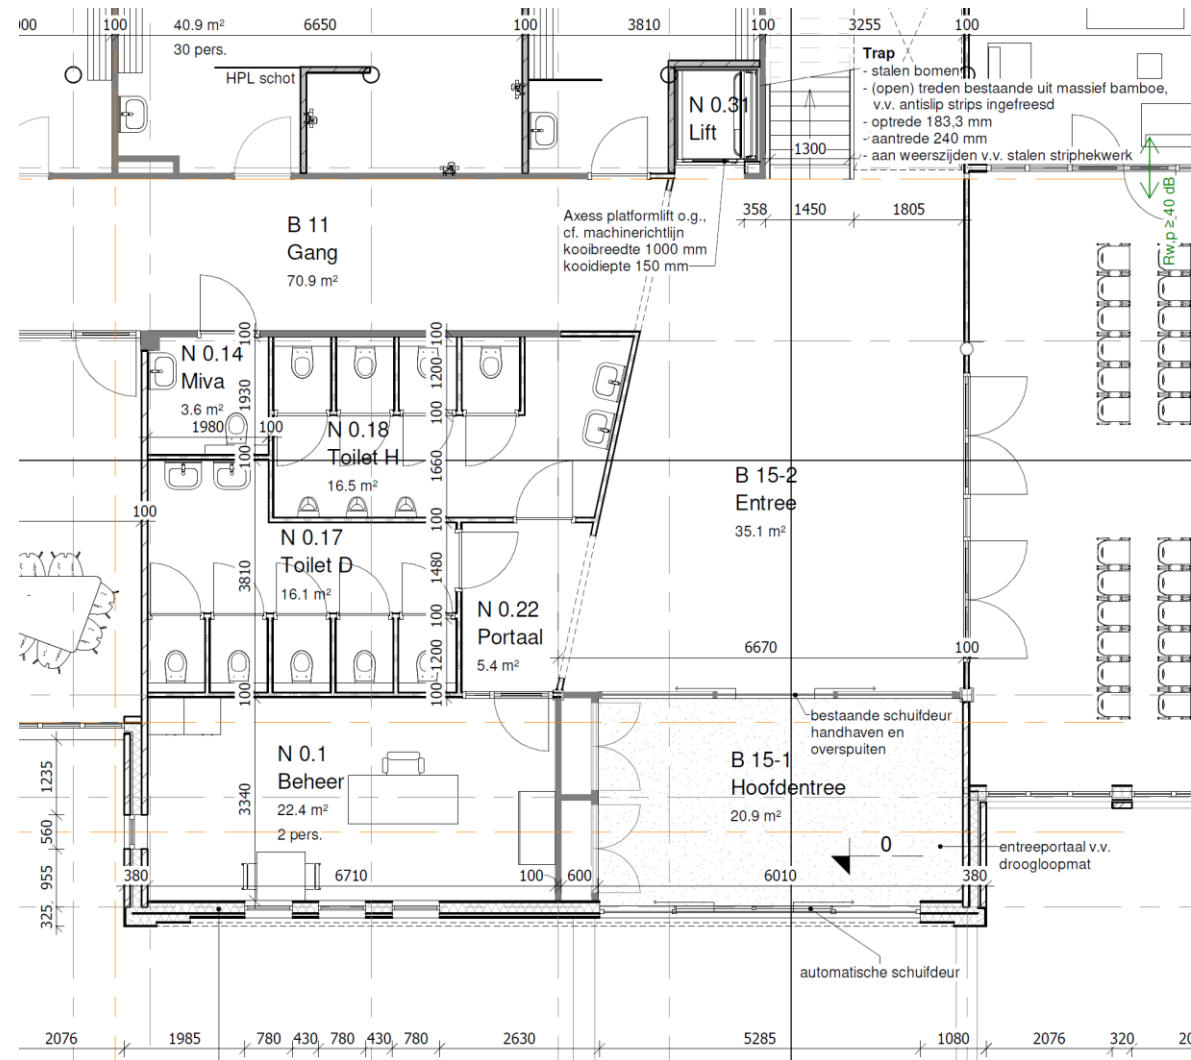 00
100
40.9 m²
6650
100
3810
100
3255
100
30 pers.
HPL schot
N 0.31
Lift
Trap
- stalen bomen
- (open) treden bestaande uit massief bamboe,
v.v. antislip strips ingefreesd
- optrede 183,3 mm
- aantrede 240 mm
- aan weerszijden v.v. stalen striphekwerk
1300
Rw,p ≥ 40 dB
358
1450
1805
Axess platformlift o.g.,
cf. machinerichtlijn
kooibreedte 1000 mm
kooidiepte 150 mm
B 11
Gang
70.9 m²
100
100
N 0.14
Miva
3.6 m²
1930
1200
1980
100
100
N 0.18
Toilet H
16.5 m²
100
1660
B 15-2
Entree
35.1 m²
100
100
N 0.17
Toilet D
16.1 m²
3810
1480
N 0.22
Portaal
5.4 m²
100
1200
6670
100
100
100
bestaande schuifdeur
handhaven en
overspuiten
N 0.1
Beheer
22.4 m²
2 pers.
3340
B 15-1
Hoofdentree
20.9 m²
1235
560
955
325
0
entreeportaal v.v.
droogloopmat
380
6710
100
600
6010
380
automatische schuifdeur
2076
1985
780
430
780
430
780
2630
5285
1080
2076
320
20